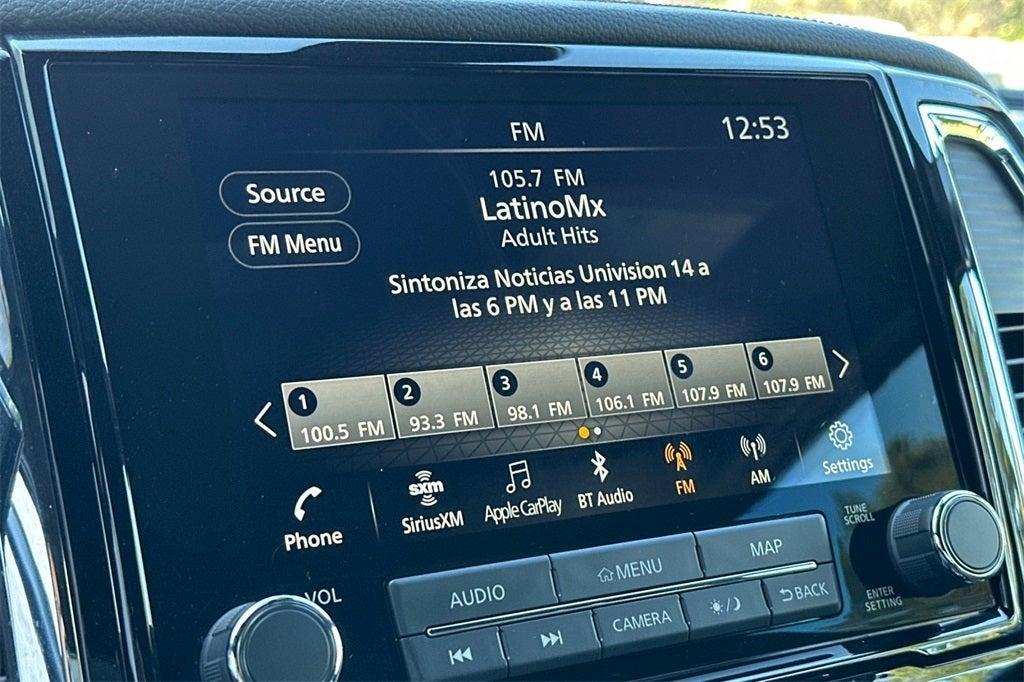 FM
12:53
Source
FM Menu
105.7 FM
LatinoMx
Adult Hits
Sintoniza Noticias Univision 14 a
las 6 PM y a las 11 PM
1
100.5 FM
2
93.3 FM
3
98.1 FM
4
106.1 FM
5
107.9 FM
6
107.9 FM
Phone
sxm
SiriusXM
Apple CarPlay
BT Audio
A
FM
AM
Settings
VOL
AUDIO
MENU
MAP
CAMERA
BACK
TUNE
SCROLL
ENTER
SETTING